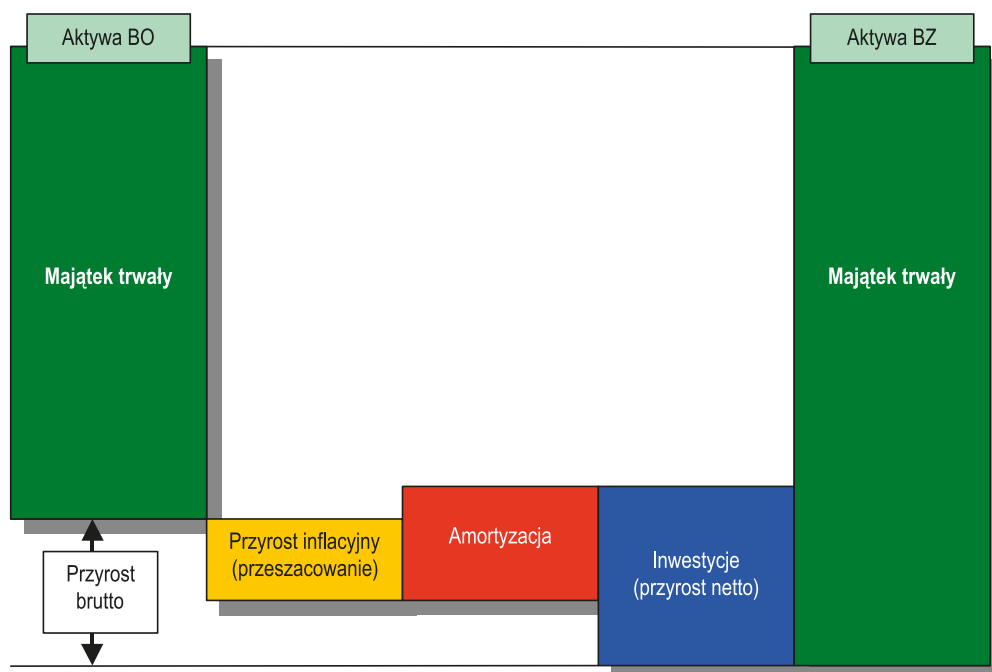 Aktywa BO
Aktywa BZ
Majątek trwały
Majątek trwały
Przyrost inflacyjny
(przeszacowanie)
Amortyzacja
Inwestycje
(przyrost netto)
Przyrost
brutto